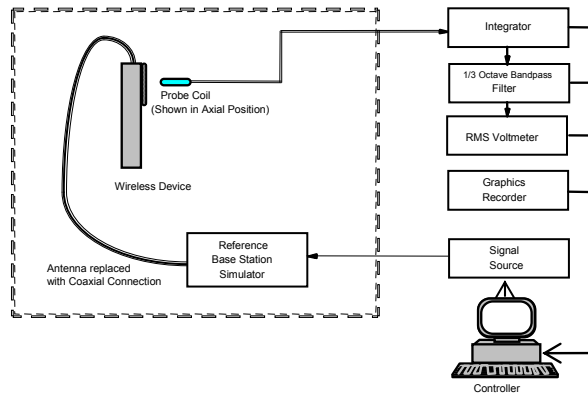 Integrator
1/3 Octave Bandpass
Filter
RMS Voltmeter
Graphics
Recorder
Probe Coil
(Shown in Axial Position)
Wireless Device
Reference
Base Station
Simulator
Antenna replaced
with Coaxial Connection
Signal
Source
Controller